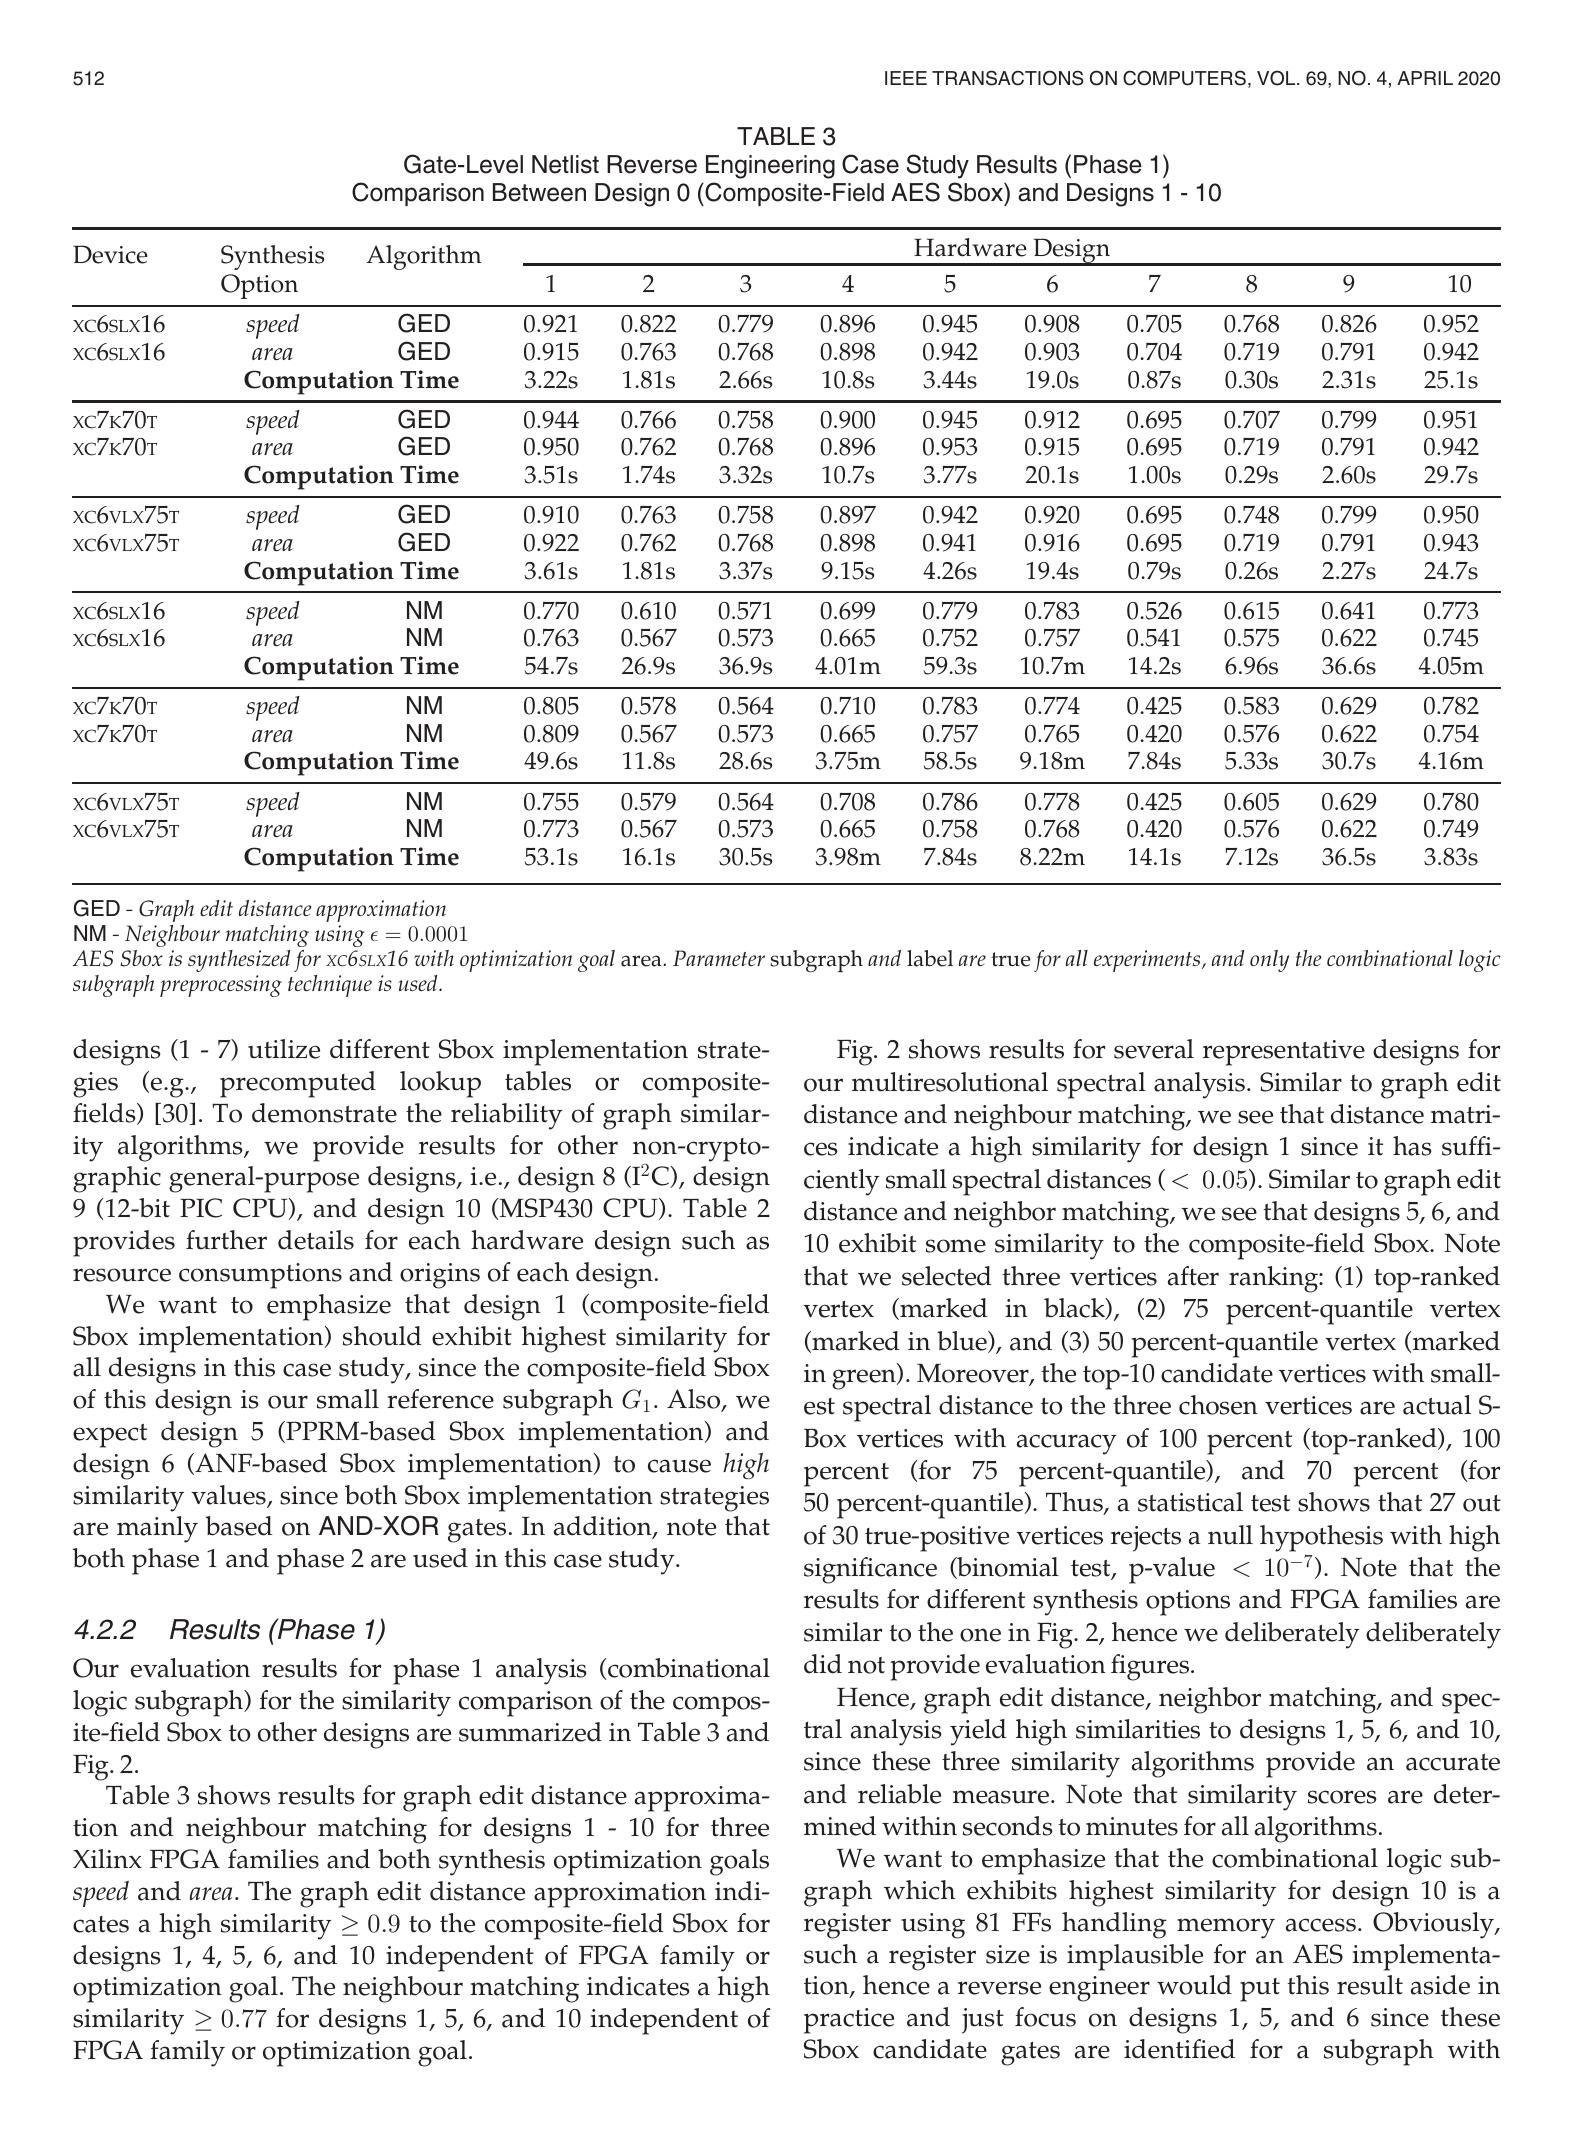 512
IEEE TRANSACTIONS ON COMPUTERS, VOL. 69, NO. 4, APRIL 2020
TABLE 3
Gate-Level Netlist Reverse Engineering Case Study Results (Phase 1)
Comparison Between Design 0 (Composite-Field AES Sbox) and Designs 1 - 10
Device Synthesis Algorithm Hardware Design
Option 1 2 3 4 5 6 7 8 9 10
XC6SLX16 speed GED 0.921 0.822 0.779 0.896 0.945 0.908 0.705 0.768 0.826 0.952
XC6SLX16 area GED 0.915 0.763 0.768 0.898 0.942 0.903 0.704 0.719 0.791 0.942
Computation Time 3.22s 1.81s 2.66s 10.8s 3.44s 19.0s 0.87s 0.30s 2.31s 25.1s
XC7K70T speed GED 0.944 0.766 0.758 0.900 0.945 0.912 0.695 0.707 0.799 0.951
XC7K70T area GED 0.950 0.762 0.768 0.896 0.953 0.915 0.695 0.719 0.791 0.942
Computation Time 3.51s 1.74s 3.32s 10.7s 3.77s 20.1s 1.00s 0.29s 2.60s 29.7s
XC6VLX75T speed GED 0.910 0.763 0.758 0.897 0.942 0.920 0.695 0.748 0.799 0.950
XC6VLX75T area GED 0.922 0.762 0.768 0.898 0.941 0.916 0.695 0.719 0.791 0.943
Computation Time 3.61s 1.81s 3.37s 9.15s 4.26s 19.4s 0.79s 0.26s 2.27s 24.7s
XC6SLX16 speed NM 0.770 0.610 0.571 0.699 0.779 0.783 0.526 0.615 0.641 0.773
XC6SLX16 area NM 0.763 0.567 0.573 0.665 0.752 0.757 0.541 0.575 0.622 0.745
Computation Time 54.7s 26.9s 36.9s 4.01m 59.3s 10.7m 14.2s 6.96s 36.6s 4.05m
XC7K70T speed NM 0.805 0.578 0.564 0.710 0.783 0.774 0.425 0.583 0.629 0.782
XC7K70T area NM 0.809 0.567 0.573 0.665 0.757 0.765 0.420 0.576 0.622 0.754
Computation Time 49.6s 11.8s 28.6s 3.75m 58.5s 9.18m 7.84s 5.33s 30.7s 4.16m
XC6VLX75T speed NM 0.755 0.579 0.564 0.708 0.786 0.778 0.425 0.605 0.629 0.780
XC6VLX75T area NM 0.773 0.567 0.573 0.665 0.758 0.768 0.420 0.576 0.622 0.749
Computation Time 53.1s 16.1s 30.5s 3.98m 7.84s 8.22m 14.1s 7.12s 36.5s 3.83s
GED - Graph edit distance approximation
NM - Neighbour matching using ϵ = 0.0001
AES Sbox is synthesized for XC6SLX16 with optimization goal area. Parameter subgraph and label are true for all experiments, and only the combinational logic
subgraph preprocessing technique is used.
designs (1 - 7) utilize different Sbox implementation strate-
gies (e.g., precomputed lookup tables or composite-
fields) [30]. To demonstrate the reliability of graph similar-
ity algorithms, we provide results for other non-crypto-
graphic general-purpose designs, i.e., design 8 (I²C), design
9 (12-bit PIC CPU), and design 10 (MSP430 CPU). Table 2
provides further details for each hardware design such as
resource consumptions and origins of each design.
We want to emphasize that design 1 (composite-field
Sbox implementation) should exhibit highest similarity for
all designs in this case study, since the composite-field Sbox
of this design is our small reference subgraph G₁. Also, we
expect design 5 (PPRM-based Sbox implementation) and
design 6 (ANF-based Sbox implementation) to cause high
similarity values, since both Sbox implementation strategies
are mainly based on AND-XOR gates. In addition, note that
both phase 1 and phase 2 are used in this case study.
4.2.2 Results (Phase 1)
Our evaluation results for phase 1 analysis (combinational
logic subgraph) for the similarity comparison of the compos-
ite-field Sbox to other designs are summarized in Table 3 and
Fig. 2.
Table 3 shows results for graph edit distance approxima-
tion and neighbour matching for designs 1 - 10 for three
Xilinx FPGA families and both synthesis optimization goals
speed and area. The graph edit distance approximation indi-
cates a high similarity ≥ 0.9 to the composite-field Sbox for
designs 1, 4, 5, 6, and 10 independent of FPGA family or
optimization goal. The neighbour matching indicates a high
similarity ≥ 0.77 for designs 1, 5, 6, and 10 independent of
FPGA family or optimization goal.
Fig. 2 shows results for several representative designs for
our multiresolutional spectral analysis. Similar to graph edit
distance and neighbour matching, we see that distance matri-
ces indicate a high similarity for design 1 since it has suffi-
ciently small spectral distances ( < 0.05). Similar to graph edit
distance and neighbor matching, we see that designs 5, 6, and
10 exhibit some similarity to the composite-field Sbox. Note
that we selected three vertices after ranking: (1) top-ranked
vertex (marked in black), (2) 75 percent-quantile vertex
(marked in blue), and (3) 50 percent-quantile vertex (marked
in green). Moreover, the top-10 candidate vertices with small-
est spectral distance to the three chosen vertices are actual S-
Box vertices with accuracy of 100 percent (top-ranked), 100
percent (for 75 percent-quantile), and 70 percent (for
50 percent-quantile). Thus, a statistical test shows that 27 out
of 30 true-positive vertices rejects a null hypothesis with high
significance (binomial test, p-value < 10⁻⁷). Note that the
results for different synthesis options and FPGA families are
similar to the one in Fig. 2, hence we deliberately deliberately
did not provide evaluation figures.
Hence, graph edit distance, neighbor matching, and spec-
tral analysis yield high similarities to designs 1, 5, 6, and 10,
since these three similarity algorithms provide an accurate
and reliable measure. Note that similarity scores are deter-
mined within seconds to minutes for all algorithms.
We want to emphasize that the combinational logic sub-
graph which exhibits highest similarity for design 10 is a
register using 81 FFs handling memory access. Obviously,
such a register size is implausible for an AES implementa-
tion, hence a reverse engineer would put this result aside in
practice and just focus on designs 1, 5, and 6 since these
Sbox candidate gates are identified for a subgraph with